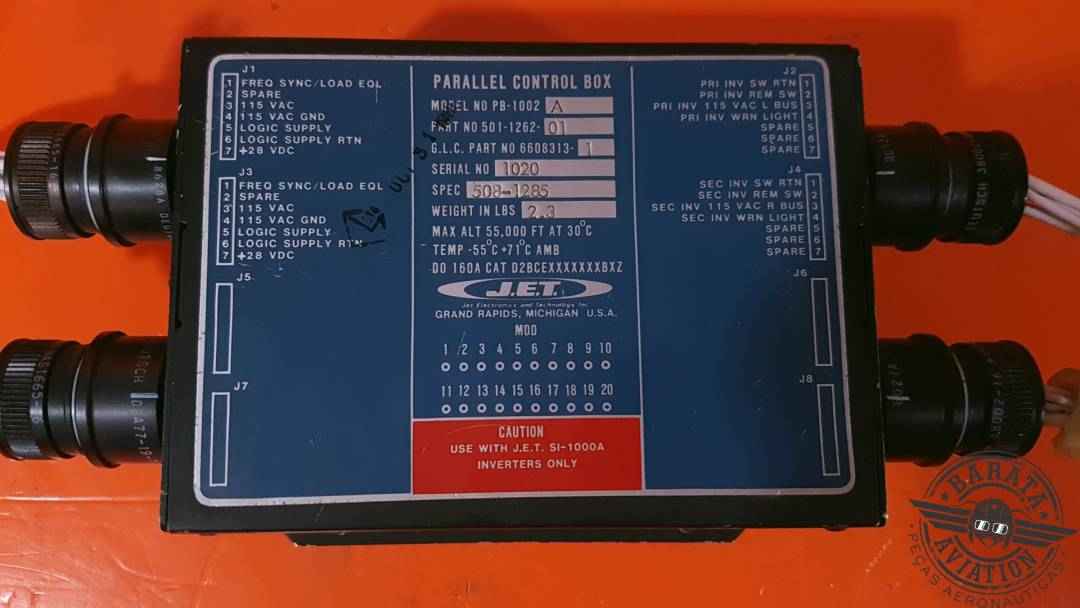 J1
1 FREQ SYNC/LOAD EQL
2 SPARE
3 115 VAC
4 115 VAC GND
5 LOGIC SUPPLY
6 LOGIC SUPPLY RTN
7 +28 VDC
J3
1 FREQ SYNC/LOAD EQL
2 SPARE
3 115 VAC
4 115 VAC GND
5 LOGIC SUPPLY
6 LOGIC SUPPLY RTN
7 +28 VDC
J5
J7
PARALLEL CONTROL BOX
MODEL NO PB-1002 A
PART NO 501-1262- 01
G.L.C. PART NO 6608313- 1
SERIAL NO 1020
SPEC 508-1285
WEIGHT IN LBS 2.3
MAX ALT 55,000 FT AT 30°C
TEMP -55°C +71°C AMB
DO 160A CAT D2BCEXXXXXXXBXZ
J.E.T.
Jet Electronics and Technology Inc
GRAND RAPIDS, MICHIGAN U.S.A.
MOD
1 2 3 4 5 6 7 8 9 10
11 12 13 14 15 16 17 18 19 20
CAUTION
USE WITH J.E.T. SI-1000A
INVERTERS ONLY
J2
PRI INV SW RTN 1
PRI INV REM SW 2
PRI INV 115 VAC L BUS 3
PRI INV WRN LIGHT 4
SPARE 5
SPARE 6
SPARE 7
J4
SEC INV SW RTN 1
SEC INV REM SW 2
SEC INV 115 VAC R BUS 3
SEC INV WRN LIGHT 4
SPARE 5
SPARE 6
SPARE 7
J6
J8
BARATA
AVIATION
PEÇAS AERONÁUTICAS